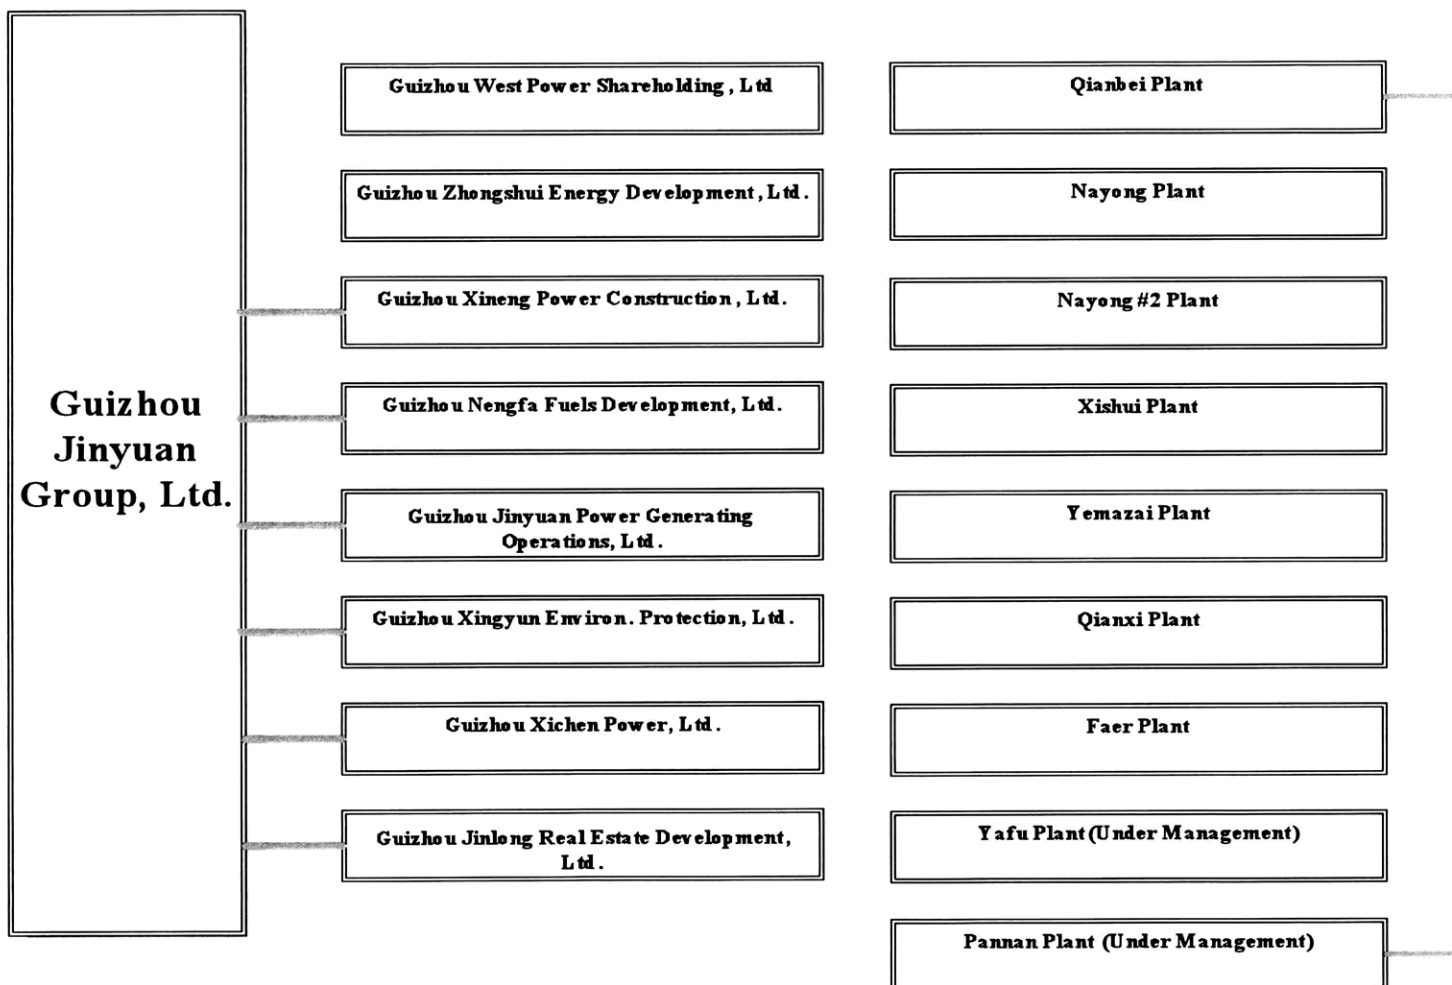 Guizhou
Jinyuan
Group, Ltd.
Guizhou West Power Shareholding, Ltd
Guizhou Zhongshui Energy Development, Ltd.
Guizhou Xineng Power Construction, Ltd.
Guizhou Nengfa Fuels Development, Ltd.
Guizhou Jinyuan Power Generating
Operations, Ltd.
Guizhou Xingyun Environ. Protection, Ltd.
Guizhou Xichen Power, Ltd.
Guizhou Jinlong Real Estate Development,
Ltd.
Qianbei Plant
Nayong Plant
Nayong #2 Plant
Xishui Plant
Yemazai Plant
Qianxi Plant
Faer Plant
Yafu Plant (Under Management)
Pannan Plant (Under Management)